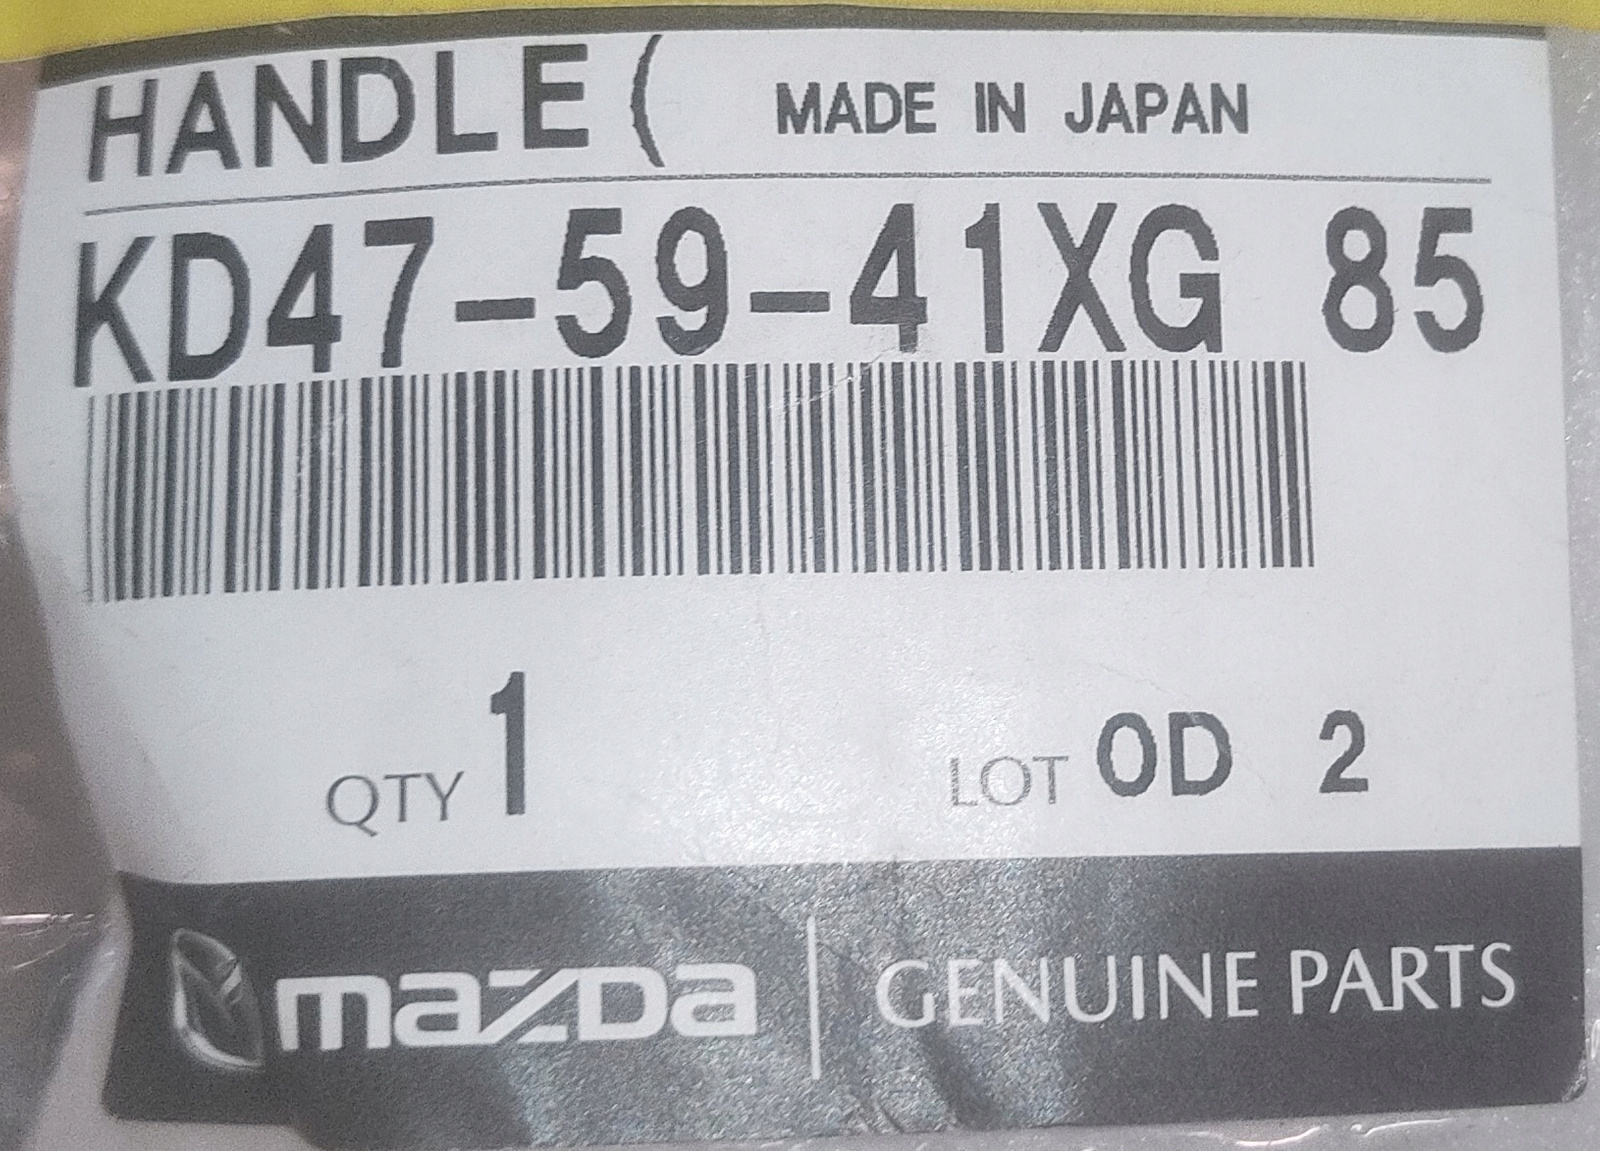 HANDLE ( MADE IN JAPAN
KD47-59-41XG 85
QTY 1 LOT OD 2
mazDa | GENUINE PARTS